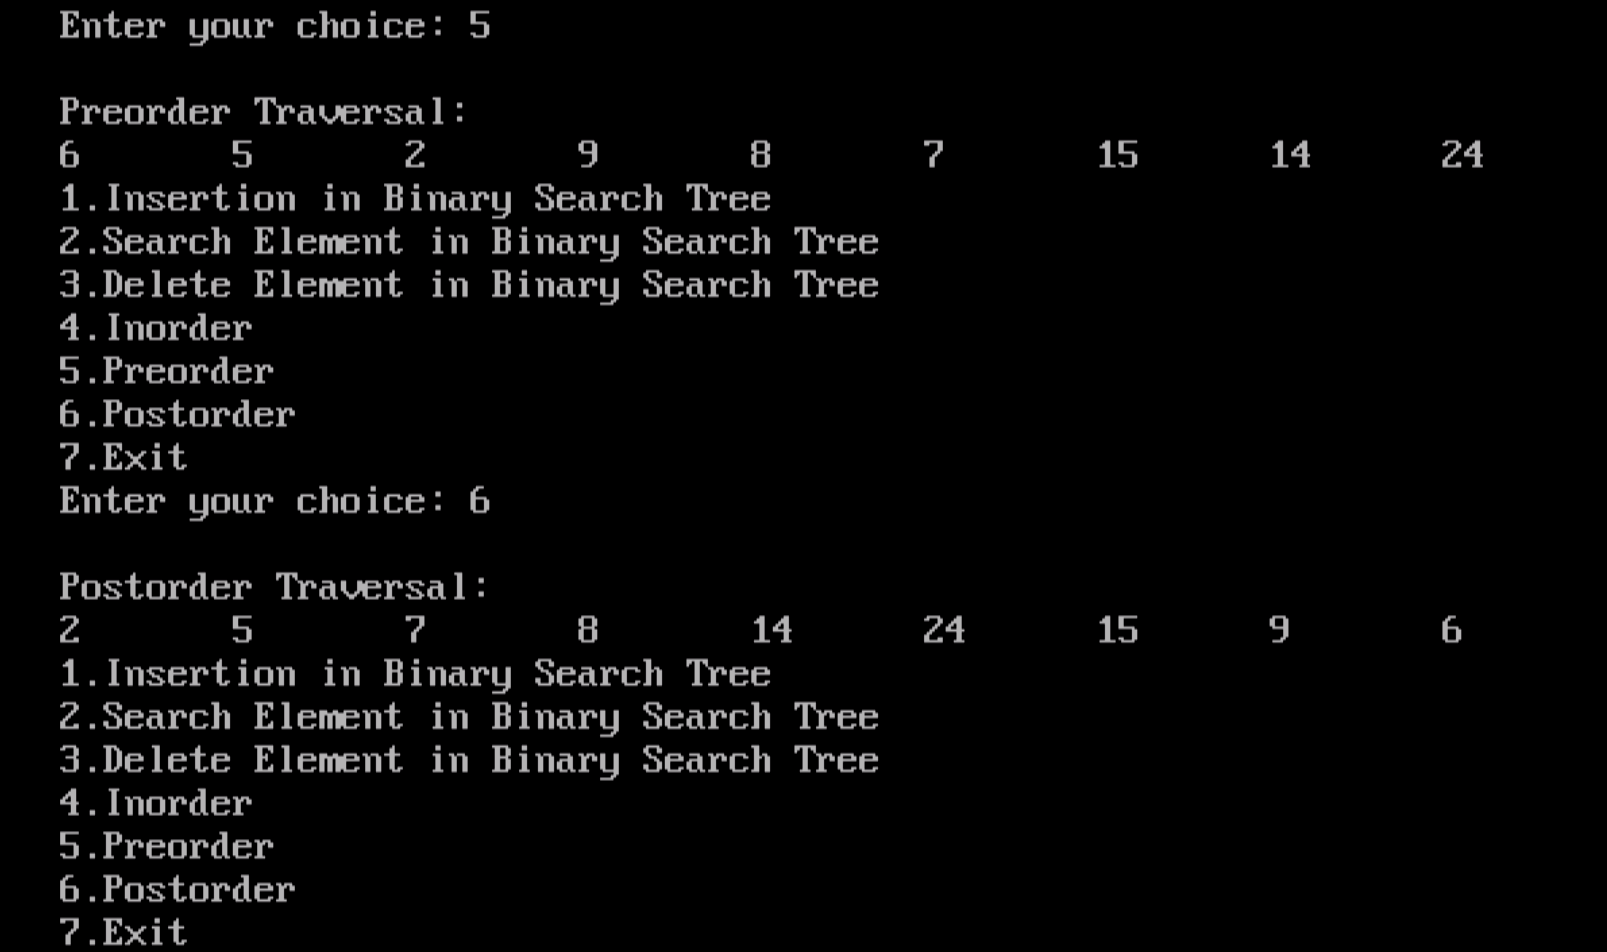 Enter your choice: 5
Preorder Traversal:
6 5 2 9 8 7 15 14 24
1.Insertion in Binary Search Tree
2.Search Element in Binary Search Tree
3.Delete Element in Binary Search Tree
4.Inorder
5.Preorder
6.Postorder
7.Exit
Enter your choice: 6
Postorder Traversal:
2 5 7 8 14 24 15 9 6
1.Insertion in Binary Search Tree
2.Search Element in Binary Search Tree
3.Delete Element in Binary Search Tree
4.Inorder
5.Preorder
6.Postorder
7.Exit